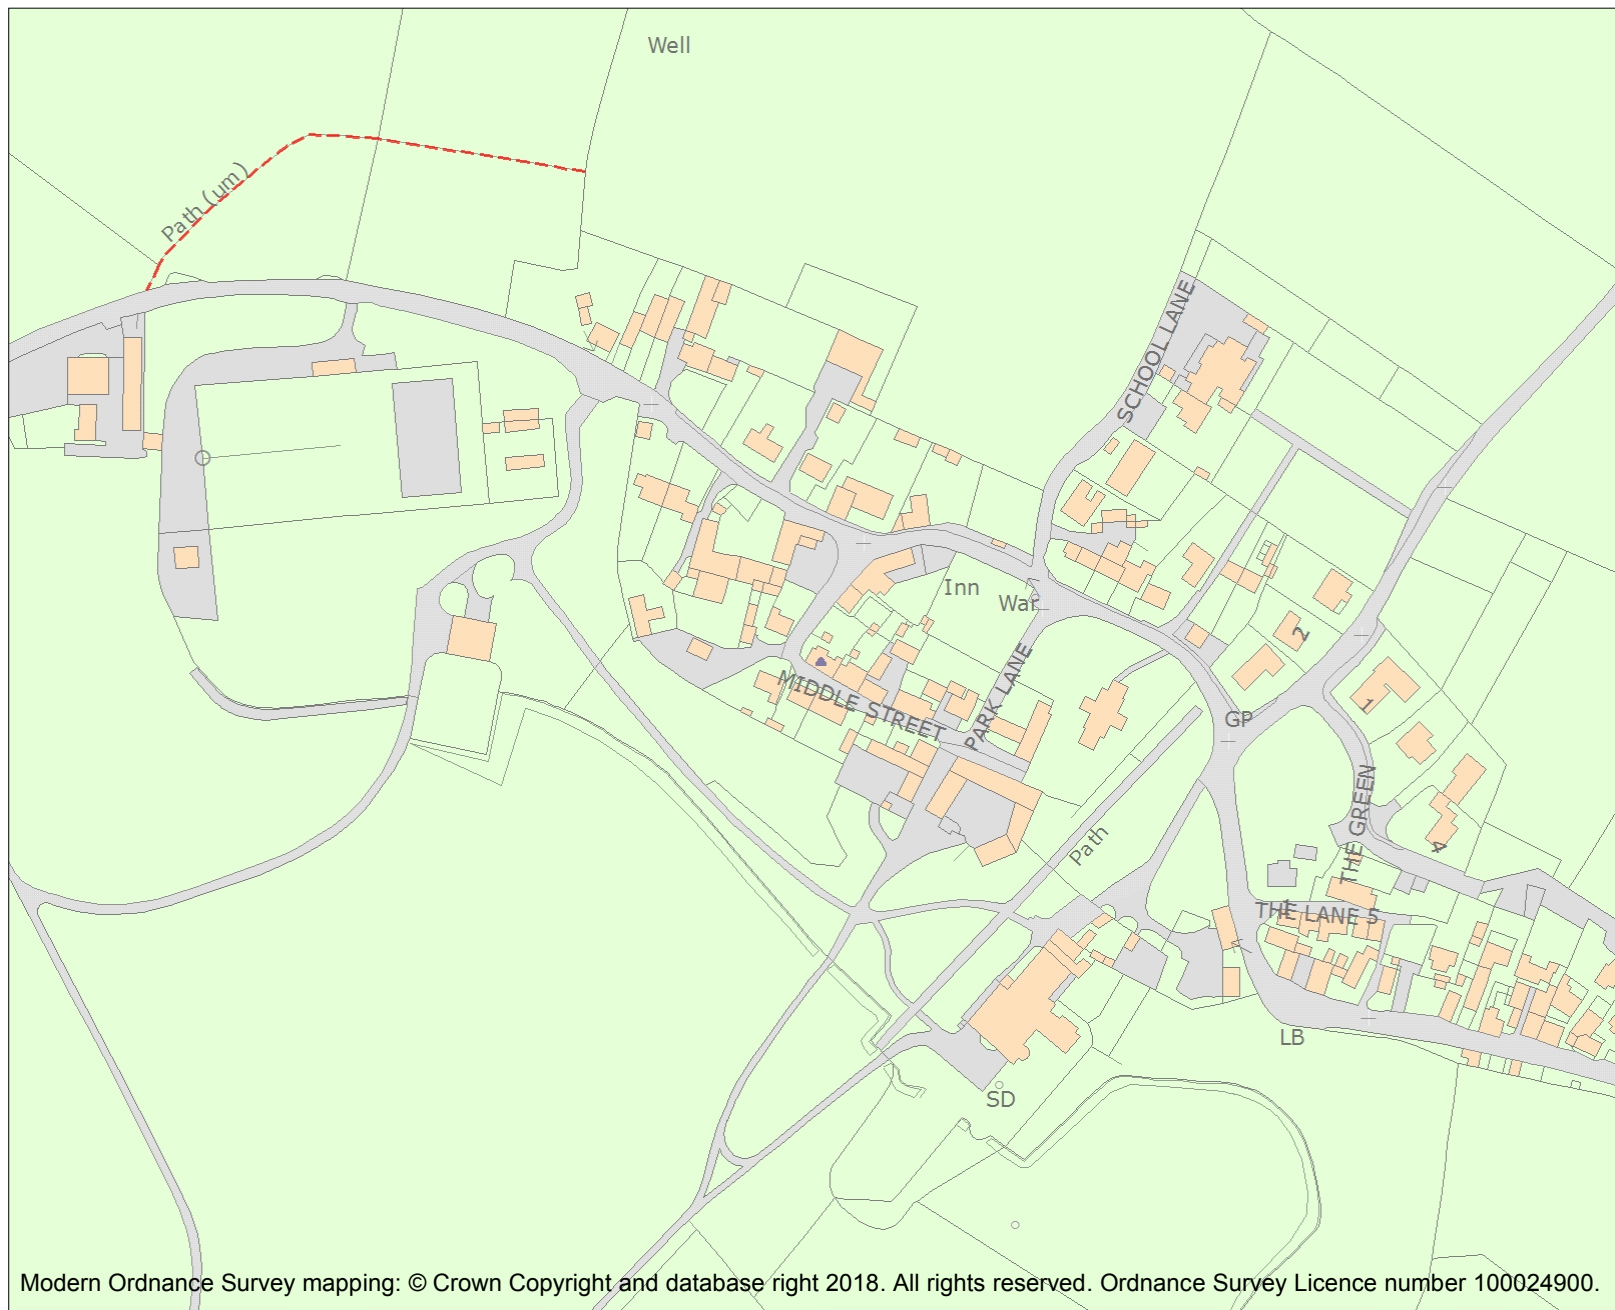 Well
Path (um)
SCHOOL LANE
Inn
War
2
PARK LANE
MIDDLE STREET
1
GP
THE GREEN
Path
4
THE LANE 5
LB
SD
Modern Ordnance Survey mapping: © Crown Copyright and database right 2018. All rights reserved. Ordnance Survey Licence number 100024900.